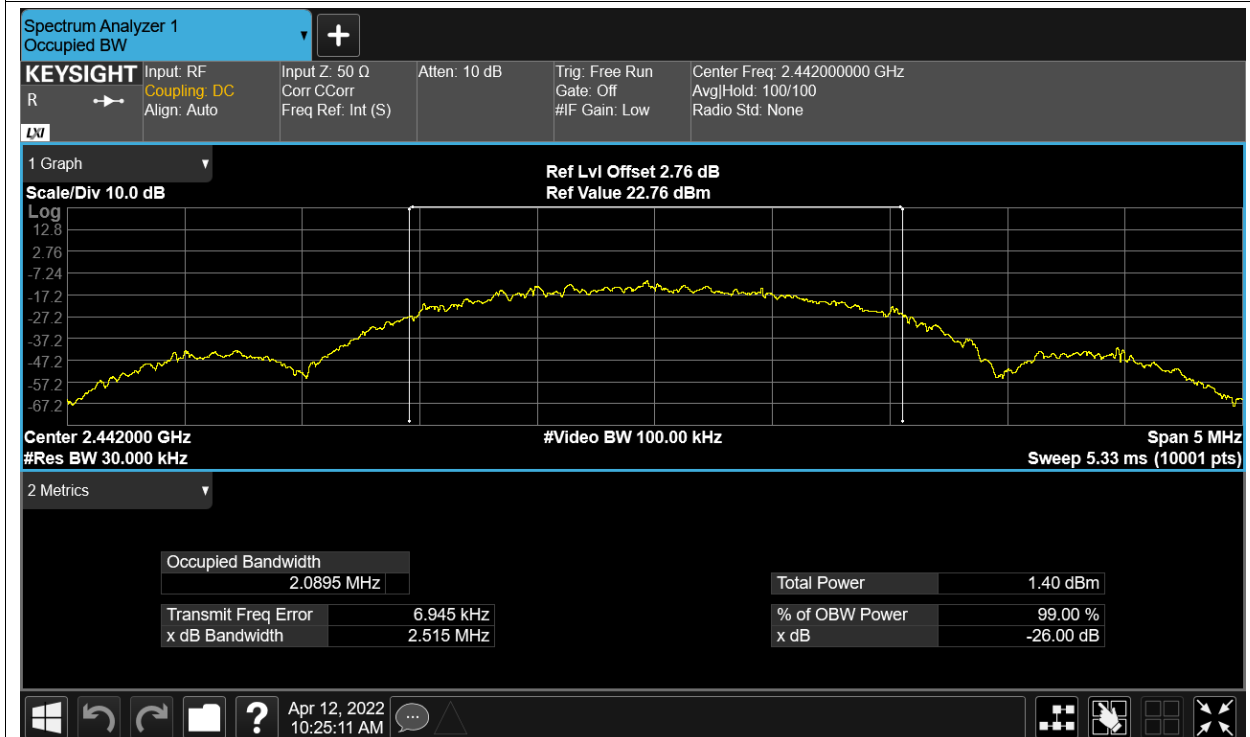 Spectrum Analyzer 1
Occupied BW
KEYSIGHT Input: RF Input Z: 50 Ω Atten: 10 dB Trig: Free Run Center Freq: 2.442000000 GHz
R Coupling: DC Corr CCorr Gate: Off Avg|Hold: 100/100
Align: Auto Freq Ref: Int (S) #IF Gain: Low Radio Std: None
LXI
1 Graph
Ref Lvl Offset 2.76 dB
Scale/Div 10.0 dB Ref Value 22.76 dBm
Log
12.8
2.76
-7.24
-17.2
-27.2
-37.2
-47.2
-57.2
-67.2
Center 2.442000 GHz #Video BW 100.00 kHz Span 5 MHz
#Res BW 30.000 kHz Sweep 5.33 ms (10001 pts)
2 Metrics
Occupied Bandwidth
2.0895 MHz Total Power 1.40 dBm
Transmit Freq Error 6.945 kHz % of OBW Power 99.00 %
x dB Bandwidth 2.515 MHz x dB -26.00 dB
? Apr 12, 2022
10:25:11 AM